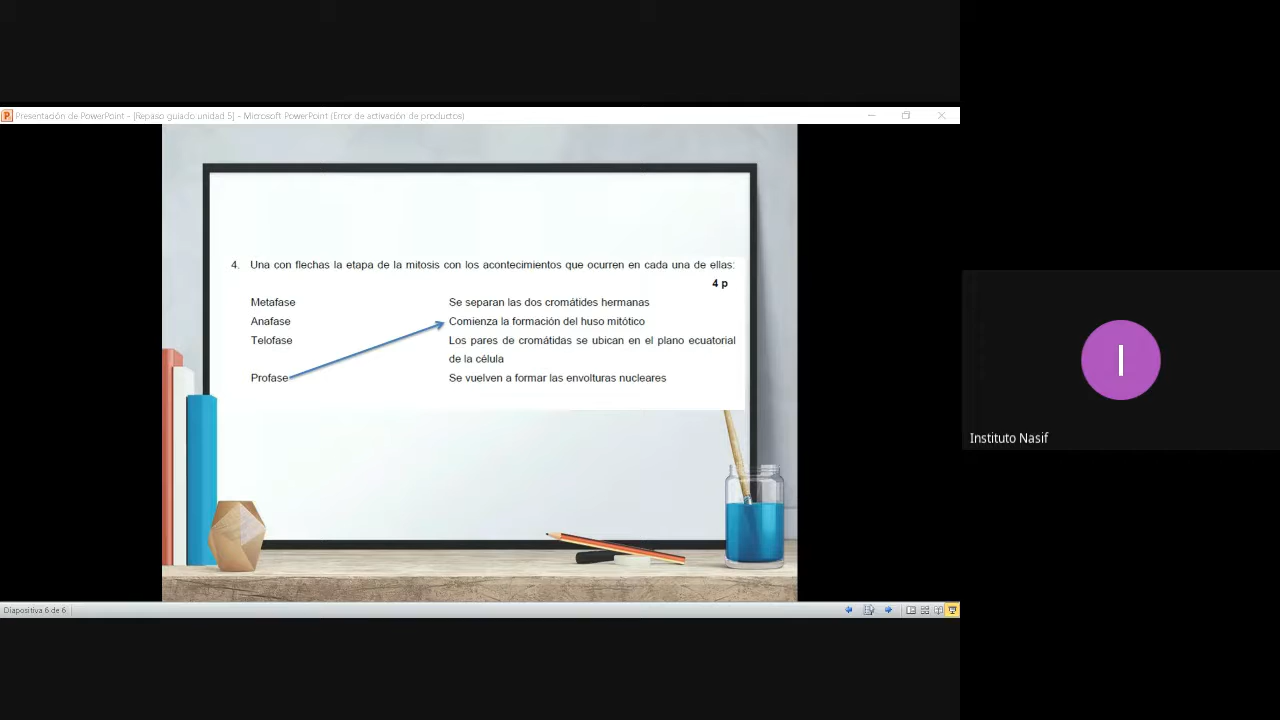 Presentación de PowerPoint - [Repaso guiado unidad 5] - Microsoft PowerPoint (Error de activación de productos)
4. Una con flechas la etapa de la mitosis con los acontecimientos que ocurren en cada una de ellas:
4 p
Metafase Se separan las dos cromátides hermanas
Anafase Comienza la formación del huso mitótico
Telofase Los pares de cromátidas se ubican en el plano ecuatorial
de la célula
Profase Se vuelven a formar las envolturas nucleares
I
Instituto Nasif
Diapositiva 6 de 6